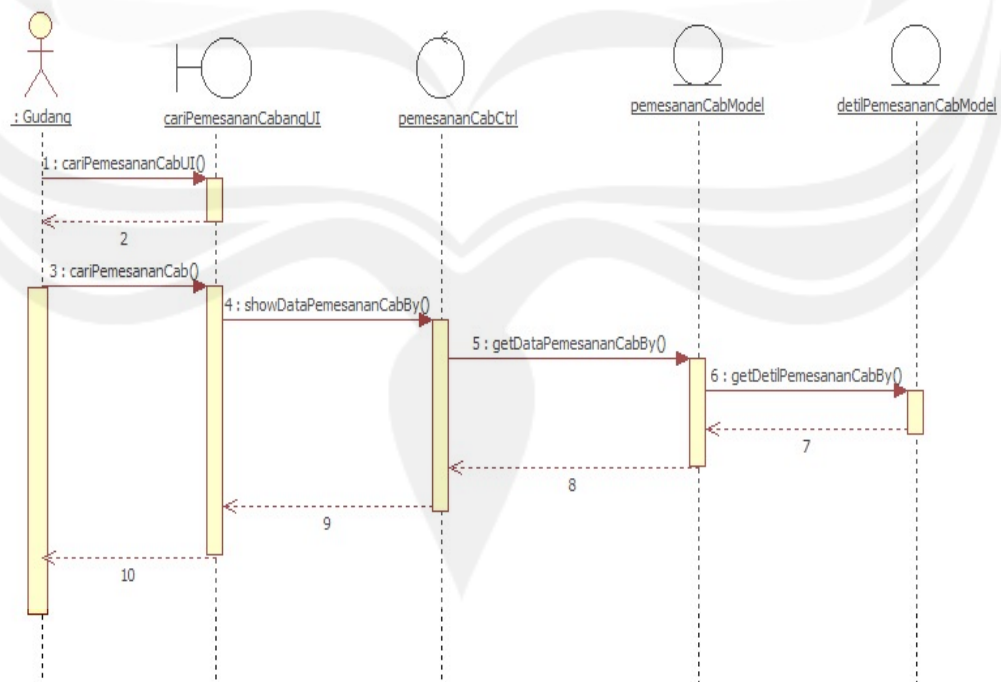 : Gudang
cariPemesananCabangUI
pemesananCabCtrl
pemesananCabModel
detilPemesananCabModel
1 : cariPemesananCabUI()
2
3 : cariPemesananCab()
4 : showDataPemesananCabBy()
5 : getDataPemesananCabBy()
6 : getDetilPemesananCabBy()
7
8
9
10